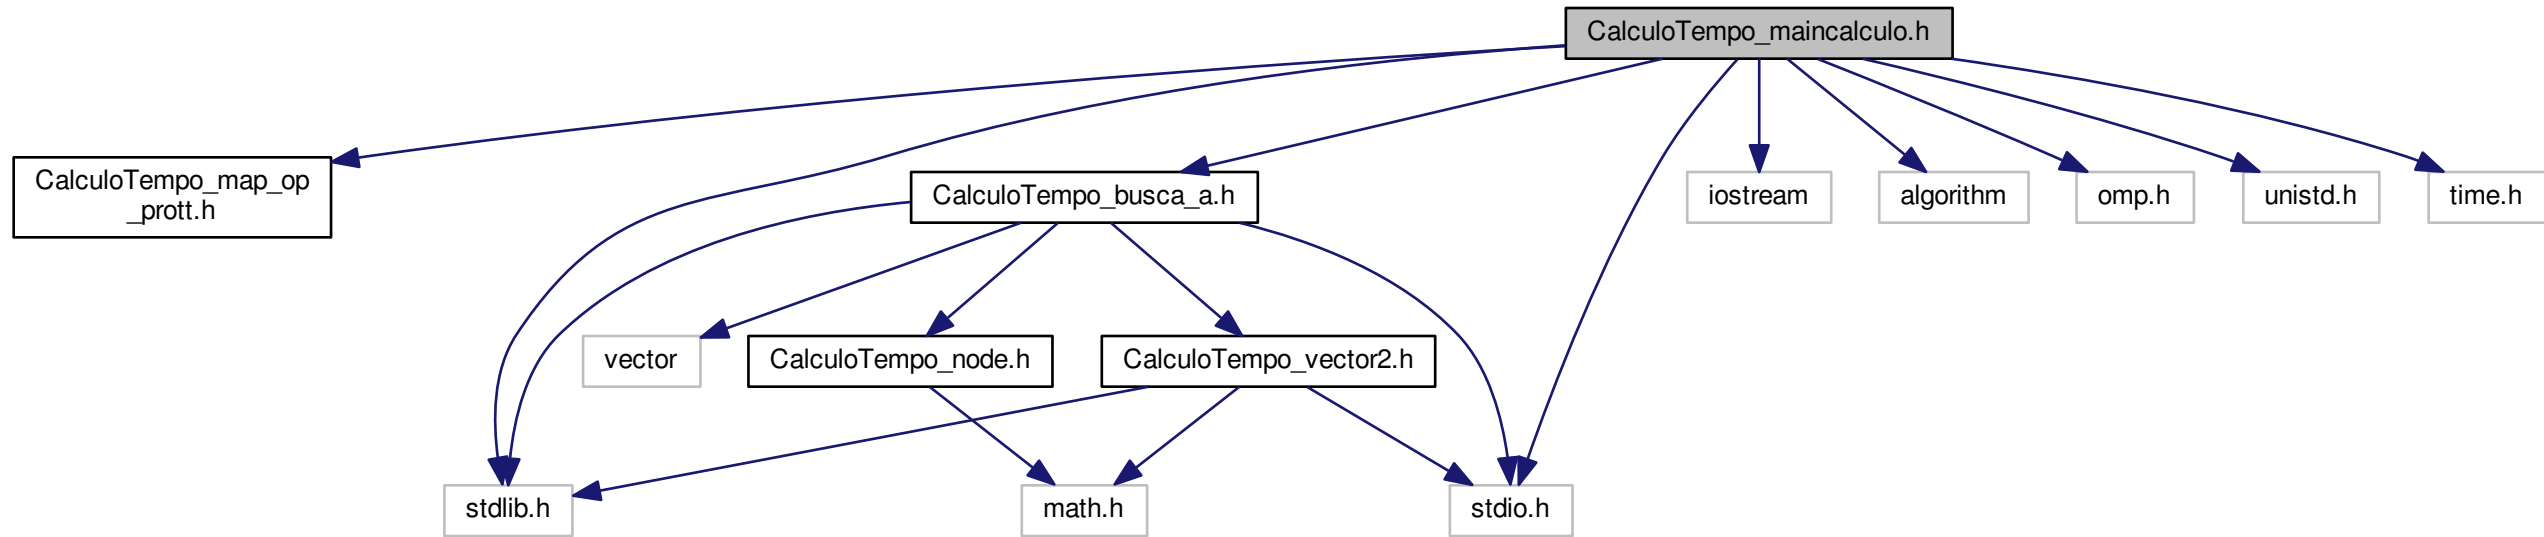 CalculoTempo_maincalculo.h
CalculoTempo_map_op
_prott.h
CalculoTempo_busca_a.h
iostream
algorithm
omp.h
unistd.h
time.h
vector
CalculoTempo_node.h
CalculoTempo_vector2.h
stdlib.h
math.h
stdio.h